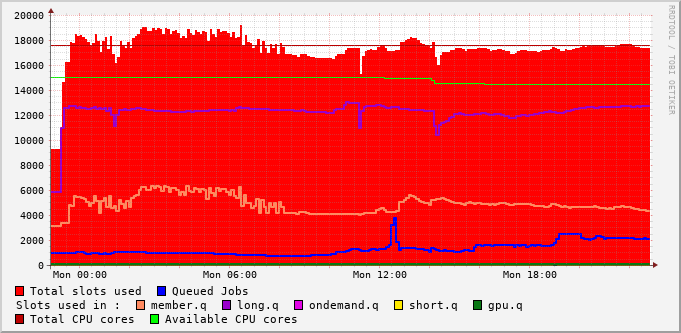 20000
18000
16000
14000
12000
10000
8000
6000
4000
2000
0
Mon 00:00 Mon 06:00 Mon 12:00 Mon 18:00
RRDTOOL / TOBI OETIKER
Total slots used Queued Jobs
Slots used in : member.q long.q ondemand.q short.q gpu.q
Total CPU cores Available CPU cores